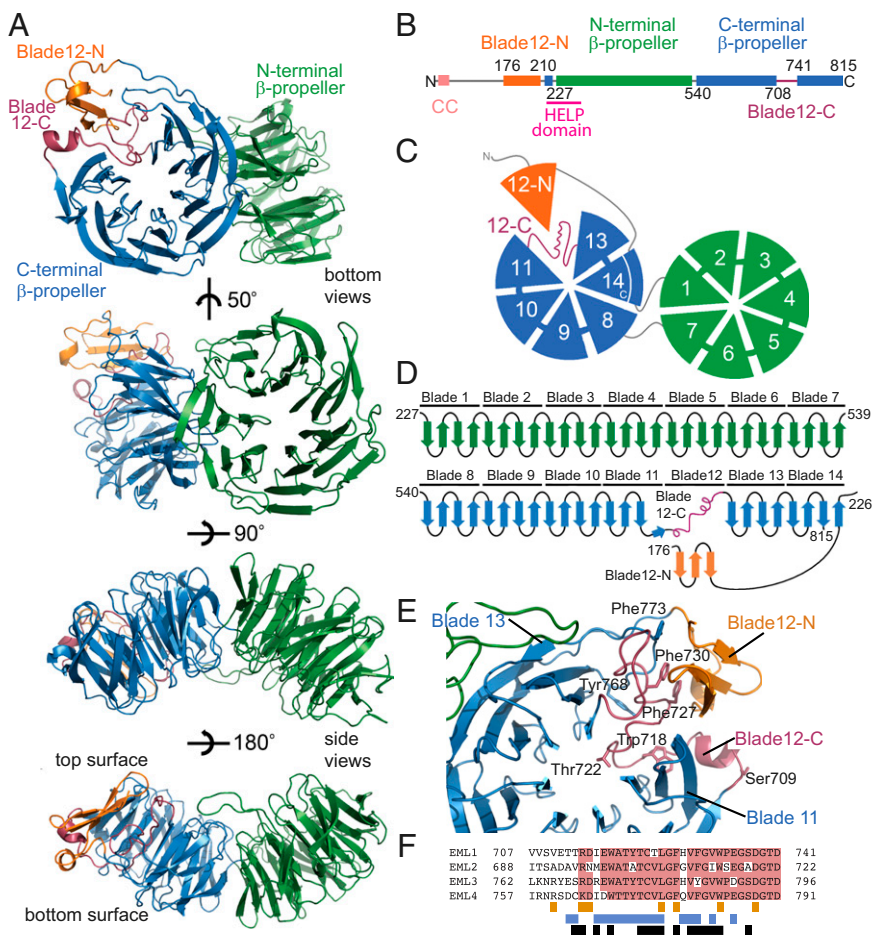 A
Blade12-N
N-terminal
β-propeller
Blade
12-C
C-terminal
β-propeller
bottom
views
50°
90°
top surface
180°
side
views
bottom surface
B
N-terminal
β-propeller
C-terminal
β-propeller
Blade12-N
176 210
741 815
N
C
CC
227
540
708
HELP
domain
Blade12-C
C
N
12-N
12-C
13
11
14
C
10
9
8
2
3
1
4
7
5
6
D
Blade 1 Blade 2 Blade 3 Blade 4 Blade 5 Blade 6 Blade 7
227
539
Blade 8 Blade 9 Blade 10 Blade 11 Blade12 Blade 13 Blade 14
540
Blade
12-C
226
815
176
Blade12-N
E
Phe773
Blade 13
Blade12-N
Phe730
Tyr768
Phe727
Trp718
Blade12-C
Thr722
Ser709
Blade 11
F
EML1 707 VVSVETTRDIEWATYTCTLGFHVFGVWPEGSDGTD 741
EML2 688 ITSADAVRNMEWATATCVLGFGVFGIWSEGADGTD 722
EML3 762 LKNRYESRDREWATYTCVLGFHVYGVWPDGSDGTD 796
EML4 757 IRNRSDCKDIDWTTYTCVLGFQVFGVWPEGSDGTD 791